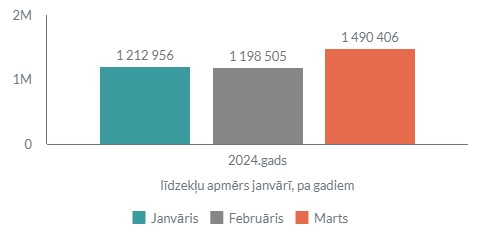 2M
1 212 956
1 198 505
1 490 406
1M
0
2024.gads
līdzekļu apmērs janvārī, pa gadiem
Janvāris Februāris Marts